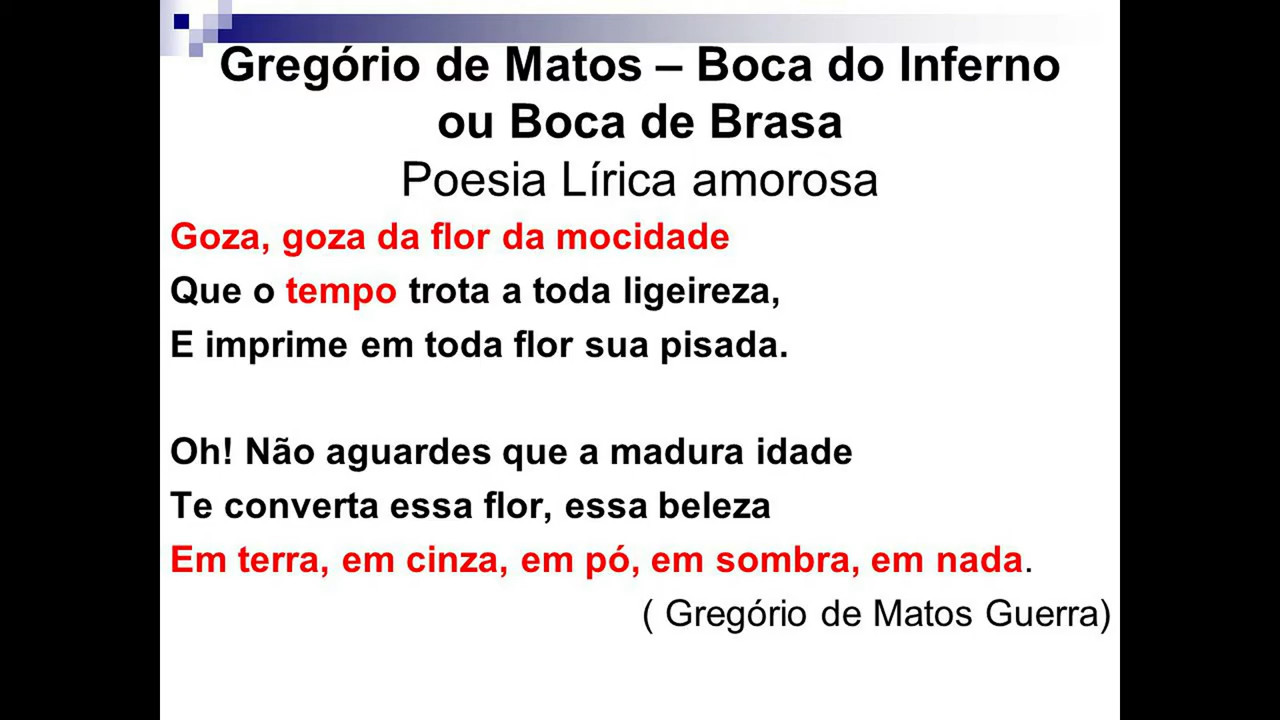 Gregório de Matos – Boca do Inferno
ou Boca de Brasa
Poesia Lírica amorosa
Goza, goza da flor da mocidade
Que o tempo trota a toda ligeireza,
E imprime em toda flor sua pisada.
Oh! Não aguardes que a madura idade
Te converta essa flor, essa beleza
Em terra, em cinza, em pó, em sombra, em nada.
( Gregório de Matos Guerra)